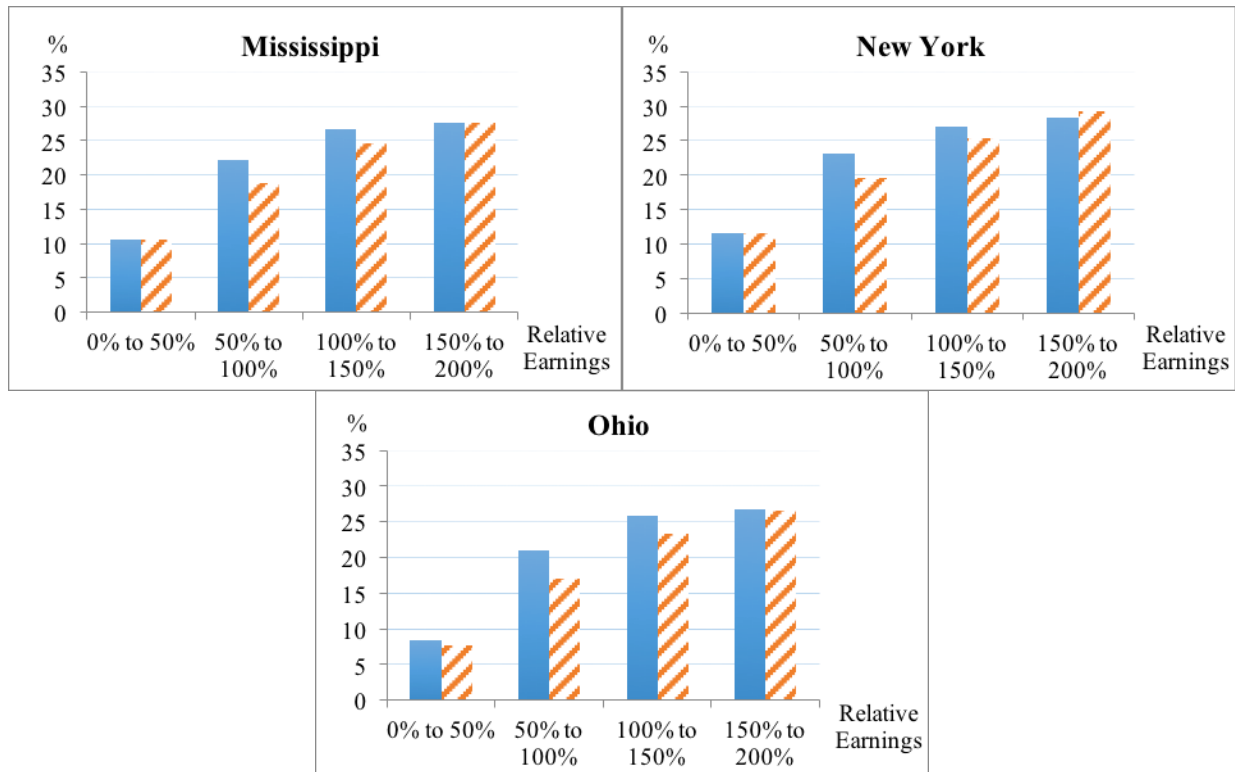 Mississippi
%
35
30
25
20
15
10
5
0
0% to 50%
50% to
100%
100% to
150%
150% to
200%
Relative
Earnings
New York
%
35
30
25
20
15
10
5
0
0% to 50%
50% to
100%
100% to
150%
150% to
200%
Relative
Earnings
Ohio
%
35
30
25
20
15
10
5
0
0% to 50%
50% to
100%
100% to
150%
150% to
200%
Relative
Earnings